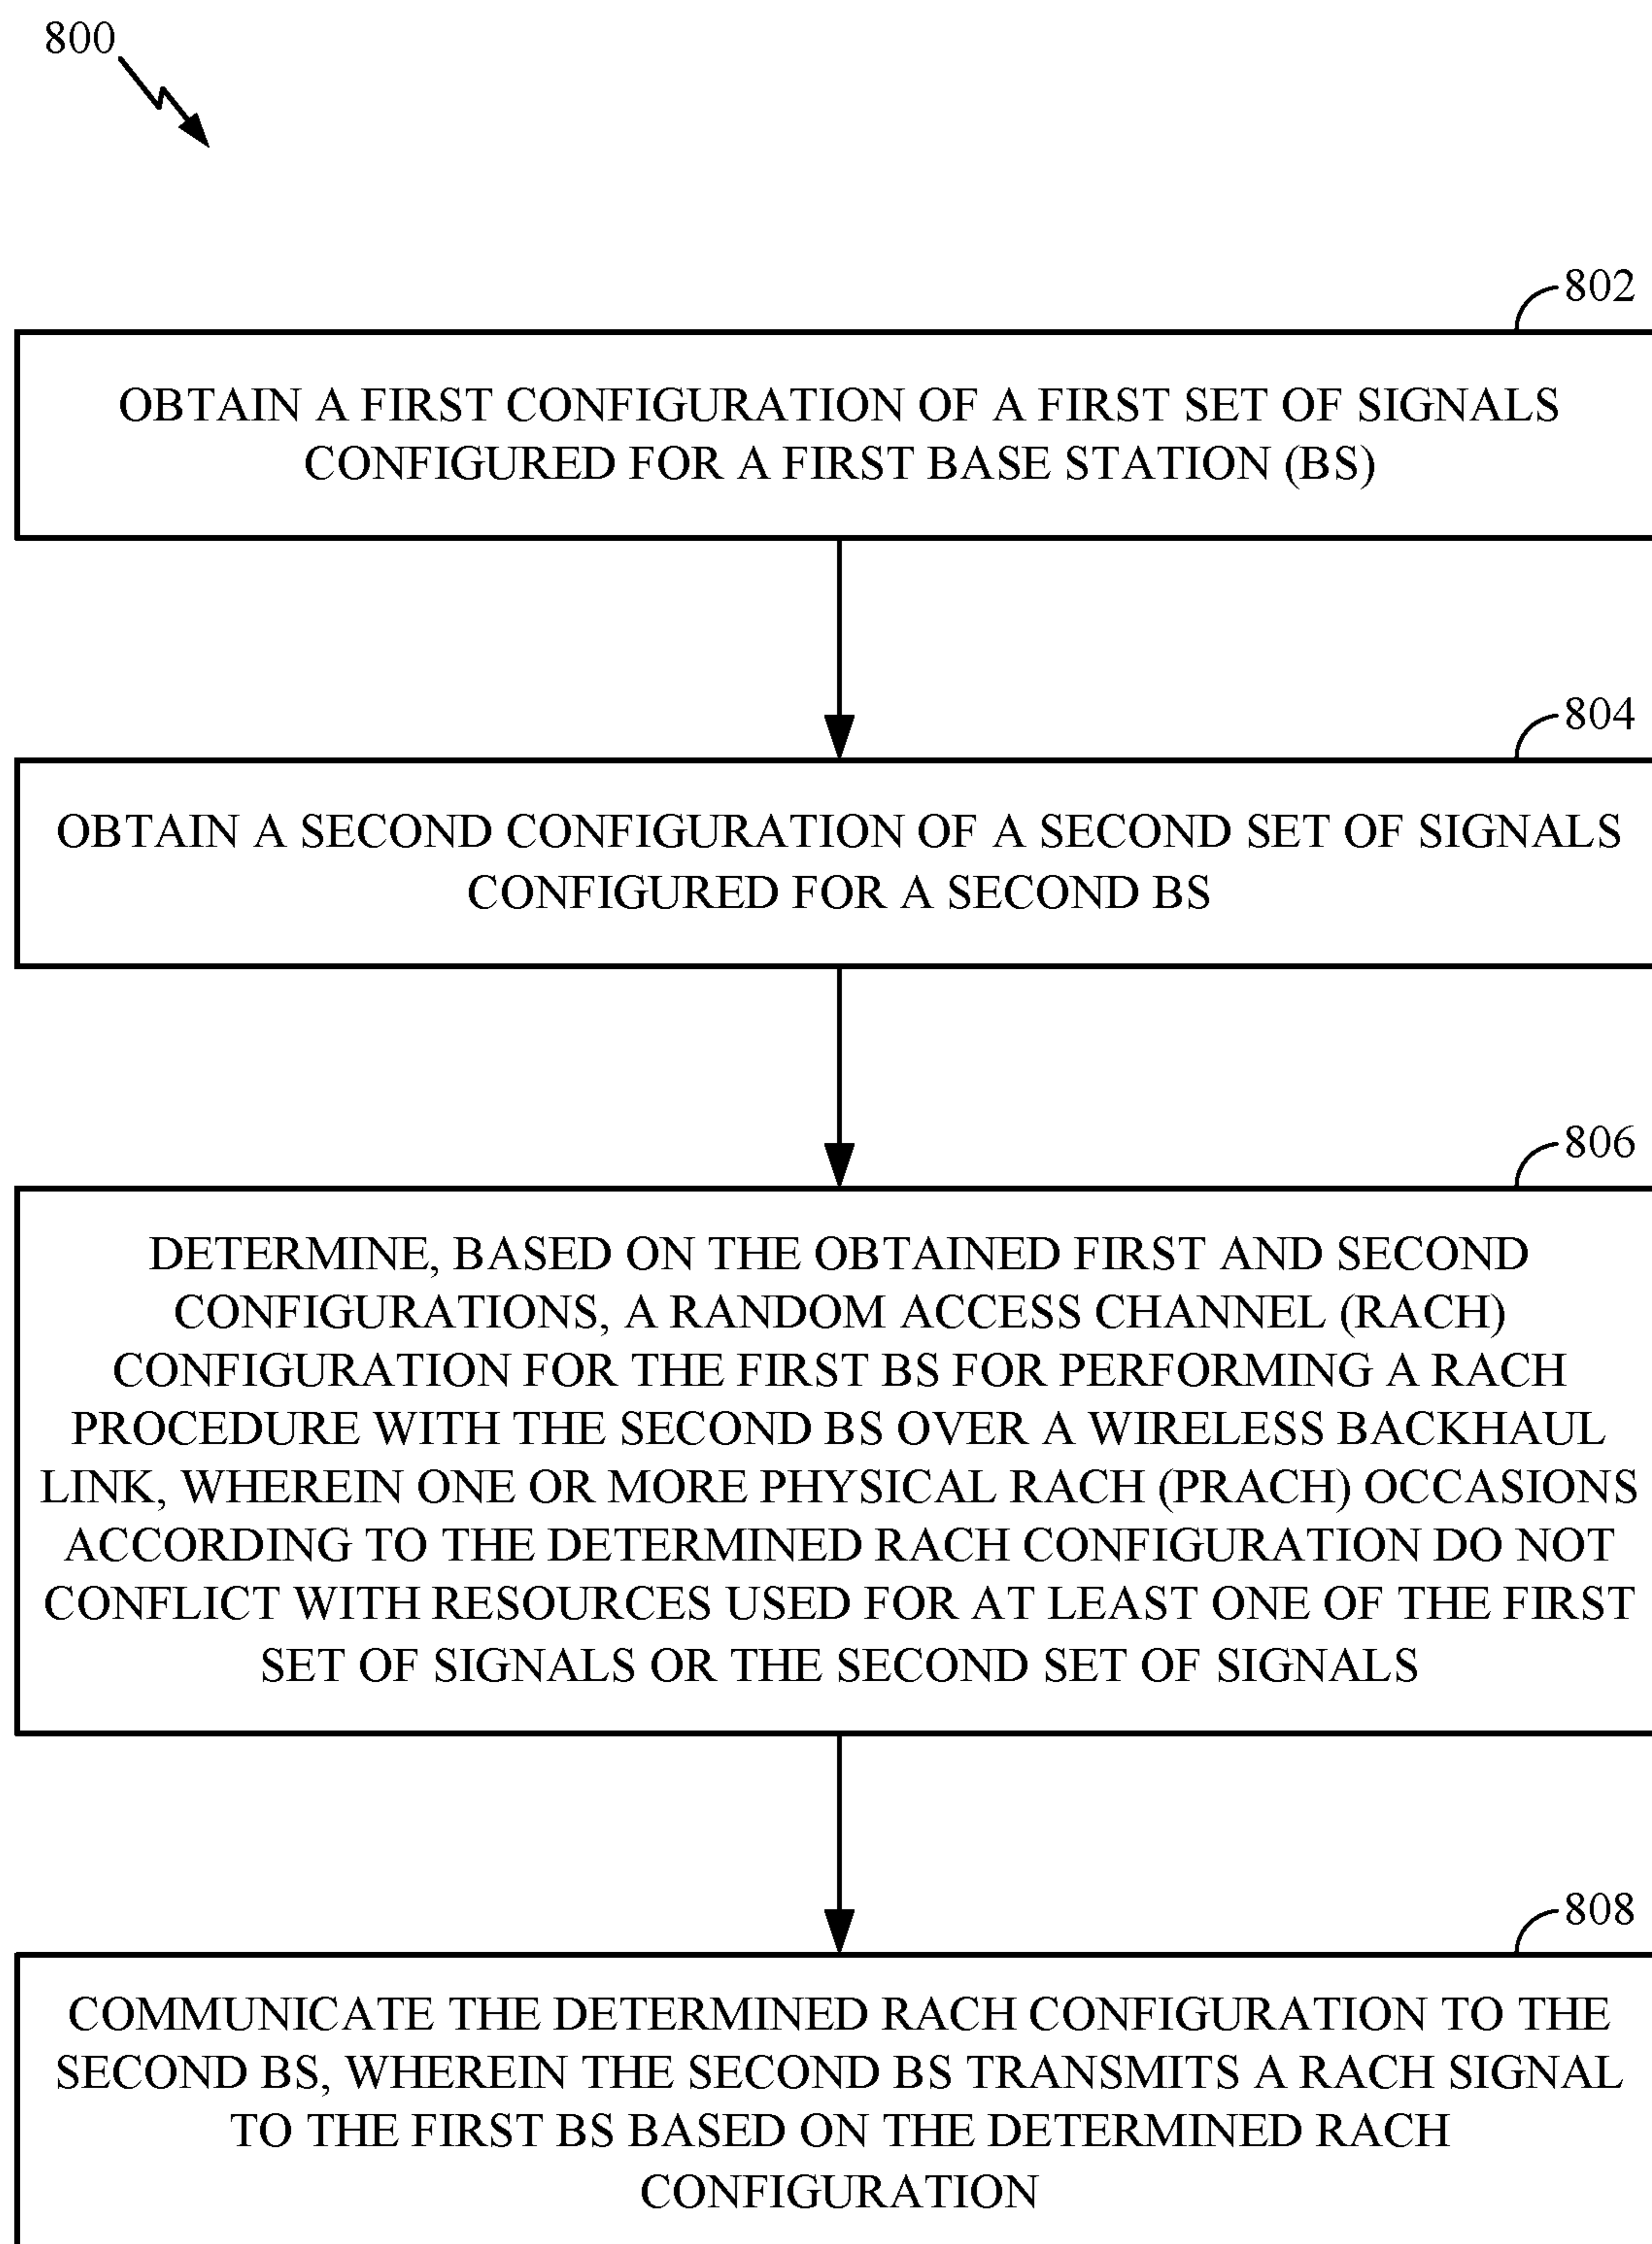 800
802
OBTAIN A FIRST CONFIGURATION OF A FIRST SET OF SIGNALS
CONFIGURED FOR A FIRST BASE STATION (BS)
804
OBTAIN A SECOND CONFIGURATION OF A SECOND SET OF SIGNALS
CONFIGURED FOR A SECOND BS
806
DETERMINE, BASED ON THE OBTAINED FIRST AND SECOND
CONFIGURATIONS, A RANDOM ACCESS CHANNEL (RACH)
CONFIGURATION FOR THE FIRST BS FOR PERFORMING A RACH
PROCEDURE WITH THE SECOND BS OVER A WIRELESS BACKHAUL
LINK, WHEREIN ONE OR MORE PHYSICAL RACH (PRACH) OCCASIONS
ACCORDING TO THE DETERMINED RACH CONFIGURATION DO NOT
CONFLICT WITH RESOURCES USED FOR AT LEAST ONE OF THE FIRST
SET OF SIGNALS OR THE SECOND SET OF SIGNALS
808
COMMUNICATE THE DETERMINED RACH CONFIGURATION TO THE
SECOND BS, WHEREIN THE SECOND BS TRANSMITS A RACH SIGNAL
TO THE FIRST BS BASED ON THE DETERMINED RACH
CONFIGURATION